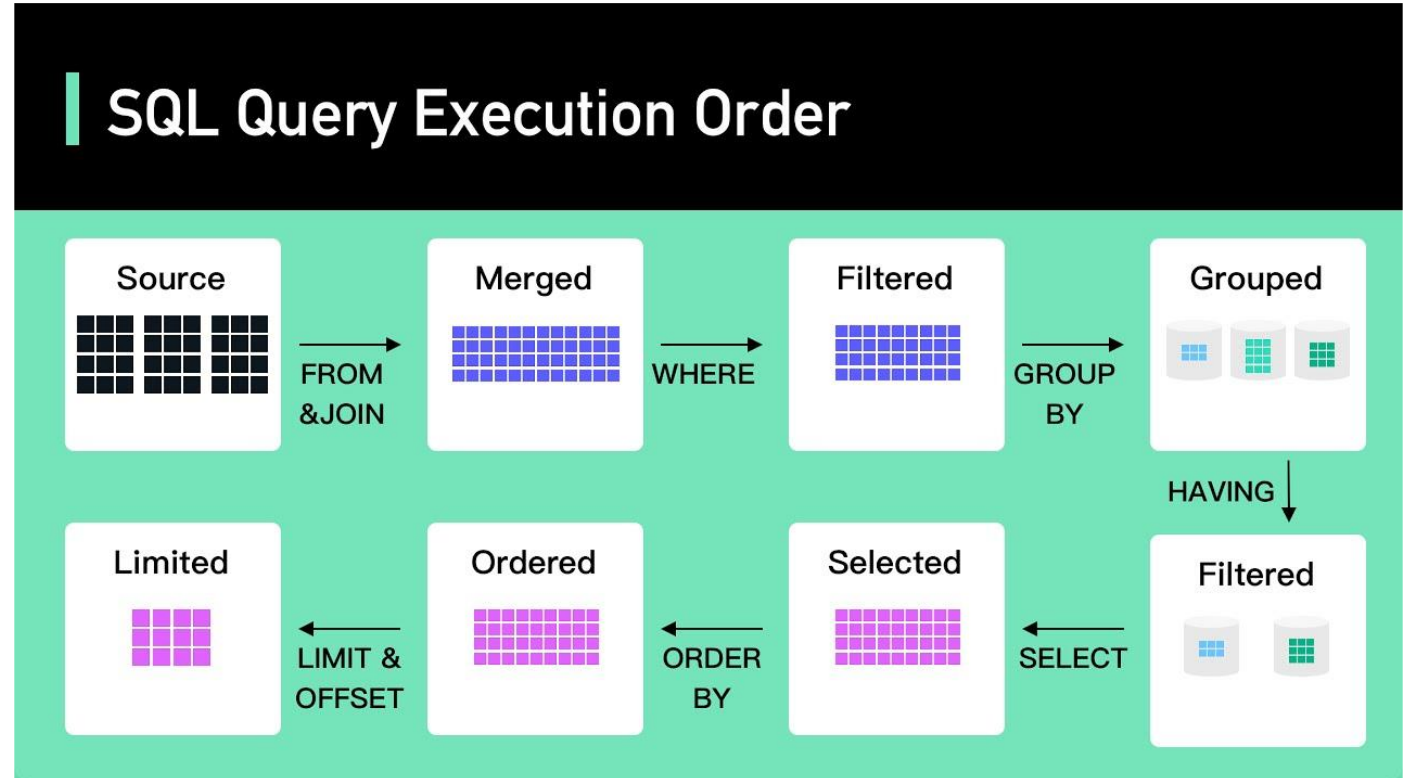 SQL Query Execution Order
Source
FROM
&JOIN
Merged
WHERE
Filtered
GROUP
BY
Grouped
HAVING
Filtered
SELECT
Selected
ORDER
BY
Ordered
LIMIT &
OFFSET
Limited